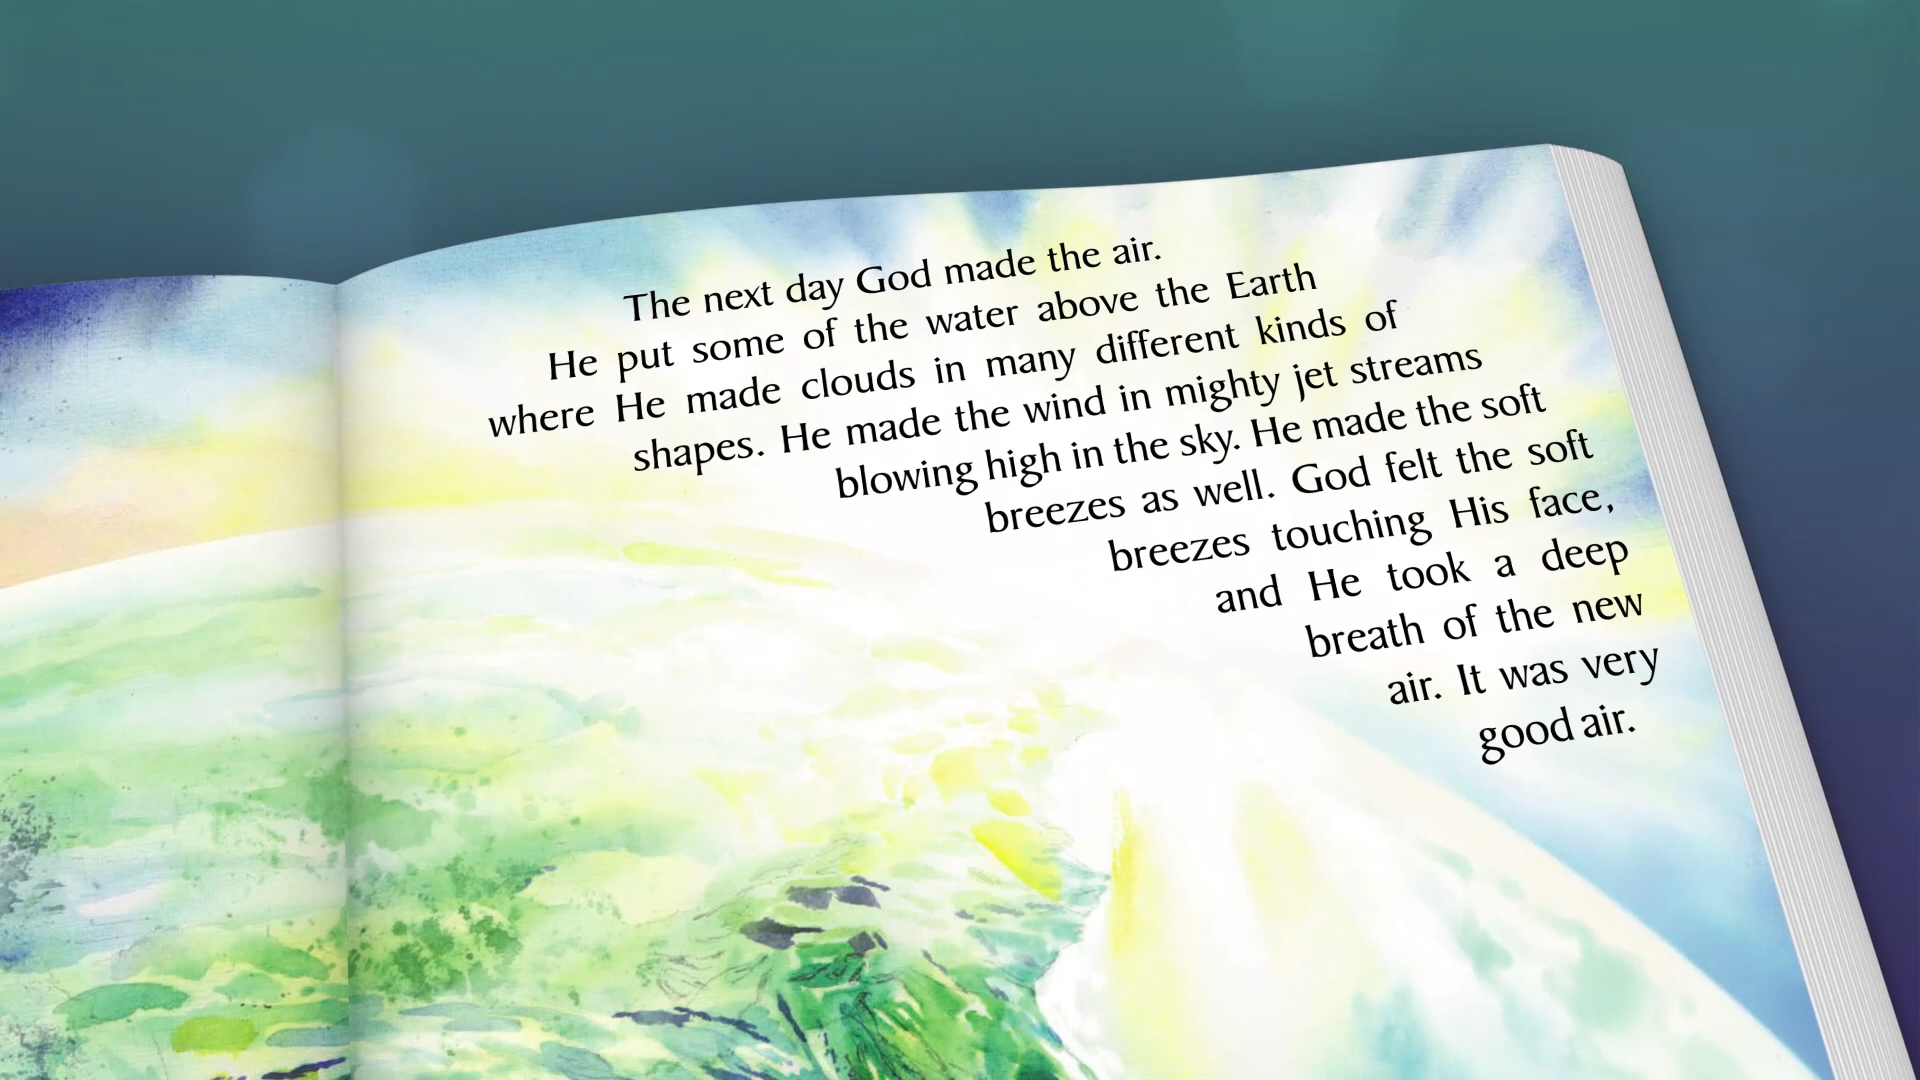 The next day God made the air.
He put some of the water above the Earth
where He made clouds in many different kinds of
shapes. He made the wind in mighty jet streams
blowing high in the sky. He made the soft
breezes as well. God felt the soft
breezes touching His face,
and He took a deep
breath of the new
air. It was very
good air.